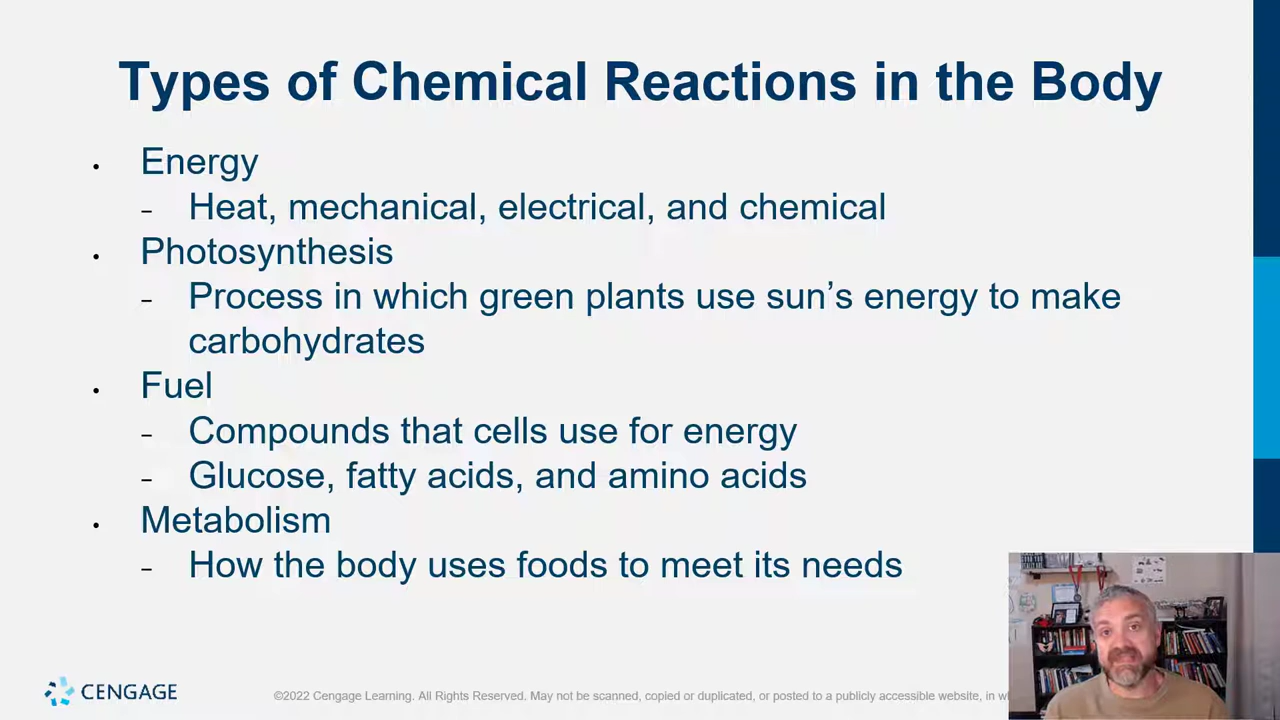 Types of Chemical Reactions in the Body
• Energy
– Heat, mechanical, electrical, and chemical
• Photosynthesis
– Process in which green plants use sun’s energy to make
carbohydrates
• Fuel
– Compounds that cells use for energy
– Glucose, fatty acids, and amino acids
• Metabolism
– How the body uses foods to meet its needs
CENGAGE
©2022 Cengage Learning. All Rights Reserved. May not be scanned, copied or duplicated, or posted to a publicly accessible website, in